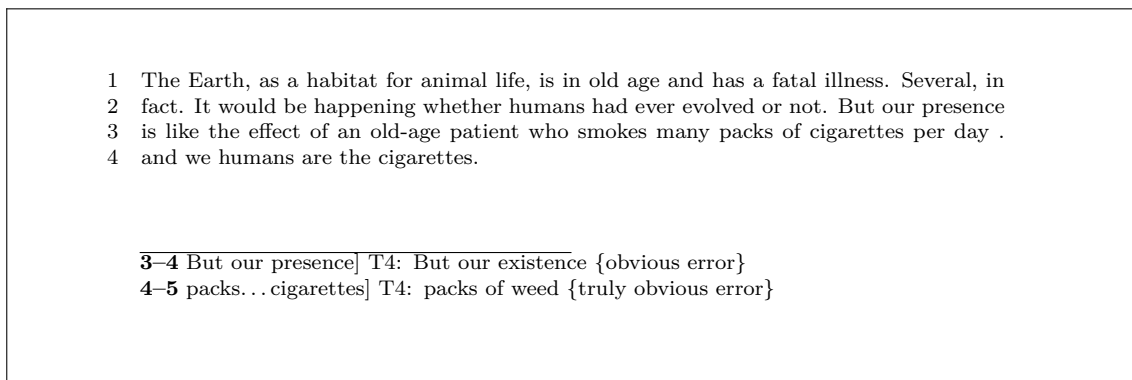 1 The Earth, as a habitat for animal life, is in old age and has a fatal illness. Several, in
2 fact. It would be happening whether humans had ever evolved or not. But our presence
3 is like the effect of an old-age patient who smokes many packs of cigarettes per day .
4 and we humans are the cigarettes.
3–4 But our presence] T4: But our existence {obvious error}
4–5 packs...cigarettes] T4: packs of weed {truly obvious error}